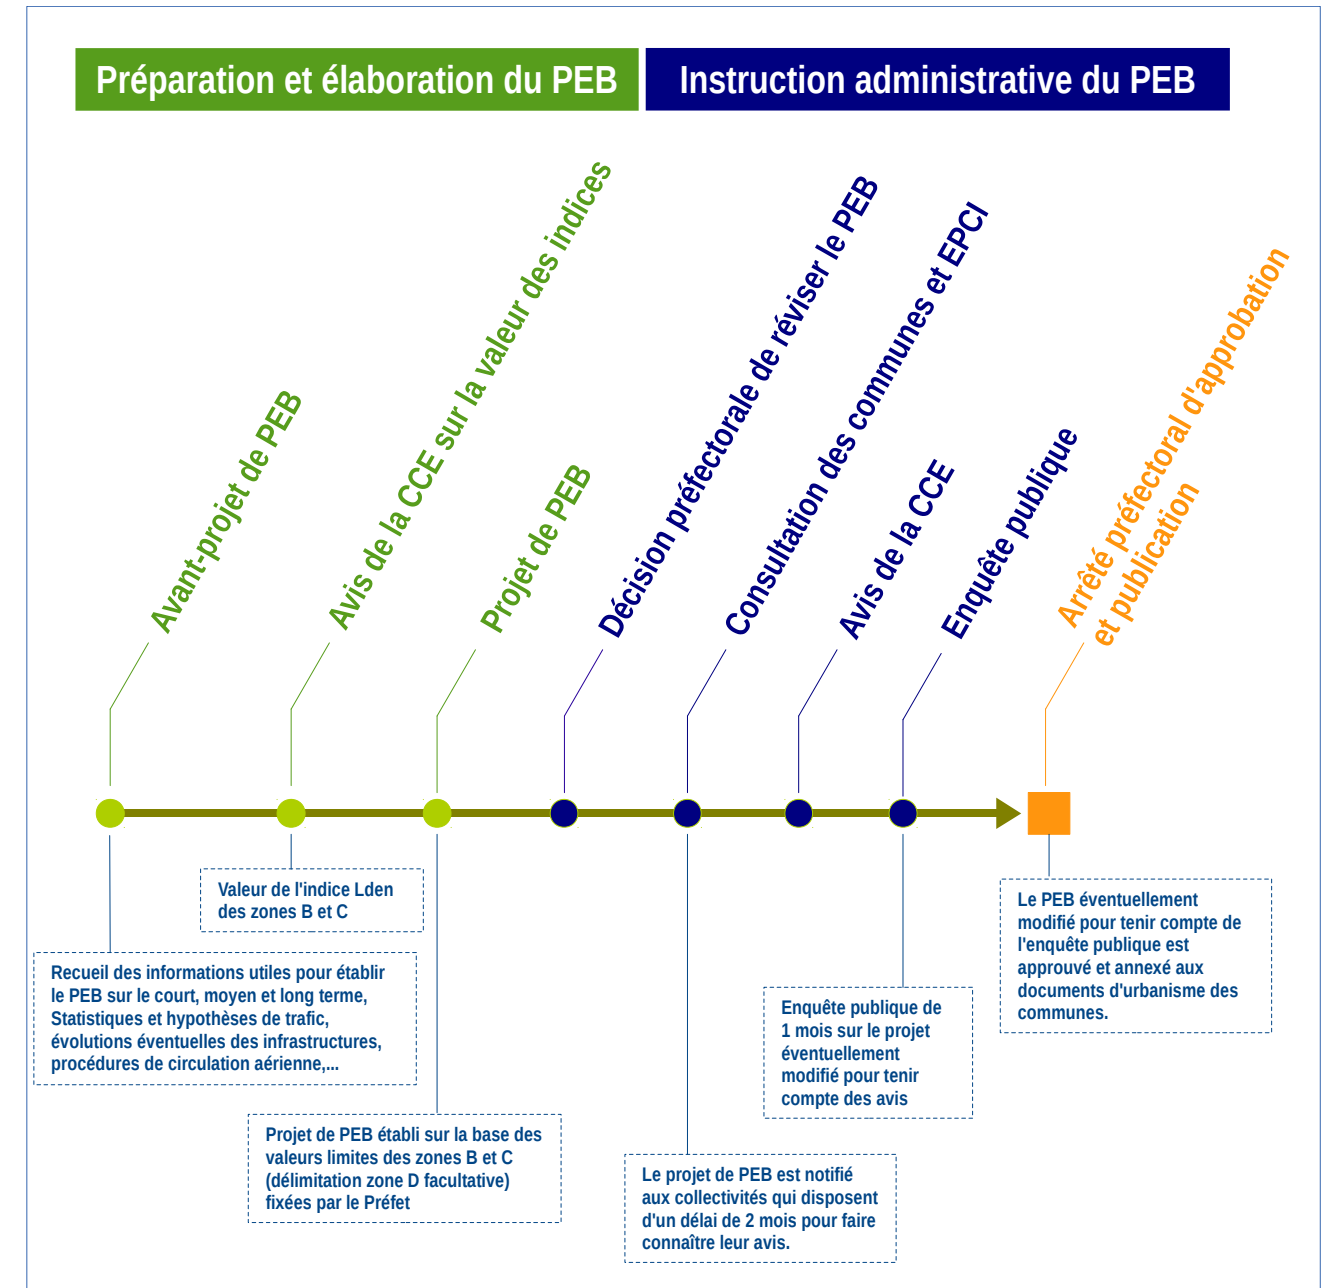 Préparation et élaboration du PEB
Instruction administrative du PEB
Avant-projet de PEB
Avis de la CCE sur la valeur des indices
Projet de PEB
Décision préfectorale de réviser le PEB
Consultation des communes et EPCI
Avis de la CCE
Enquête publique
Arrêté préfectoral d'approbation
et publication
Valeur de l'indice Lden
des zones B et C
Recueil des informations utiles pour établir
le PEB sur le court, moyen et long terme,
Statistiques et hypothèses de trafic,
évolutions éventuelles des infrastructures,
procédures de circulation aérienne,...
Projet de PEB établi sur la base des
valeurs limites des zones B et C
(délimitation zone D facultative)
fixées par le Préfet
Le projet de PEB est notifié
aux collectivités qui disposent
d'un délai de 2 mois pour faire
connaître leur avis.
Enquête publique de
1 mois sur le projet
éventuellement
modifié pour tenir
compte des avis
Le PEB éventuellement
modifié pour tenir compte de
l'enquête publique est
approuvé et annexé aux
documents d'urbanisme des
communes.